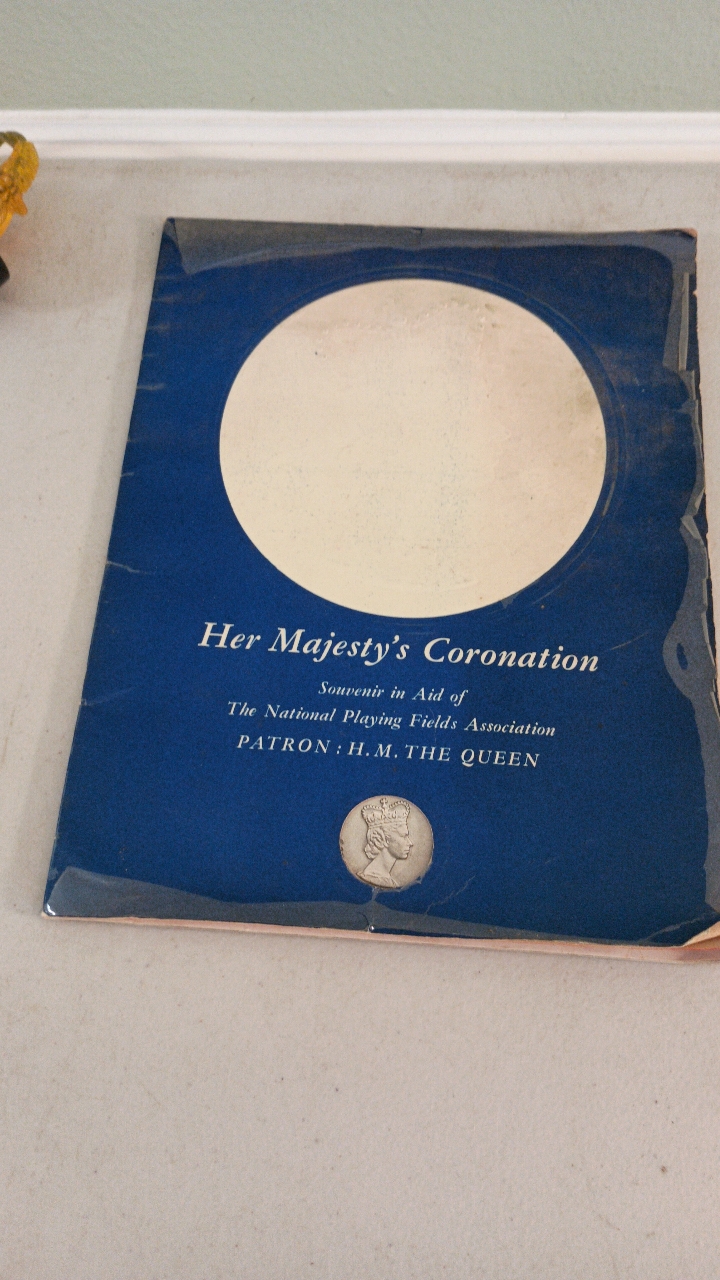 Her Majesty's Coronation
Souvenir in Aid of
The National Playing Fields Association
PATRON : H. M. THE QUEEN